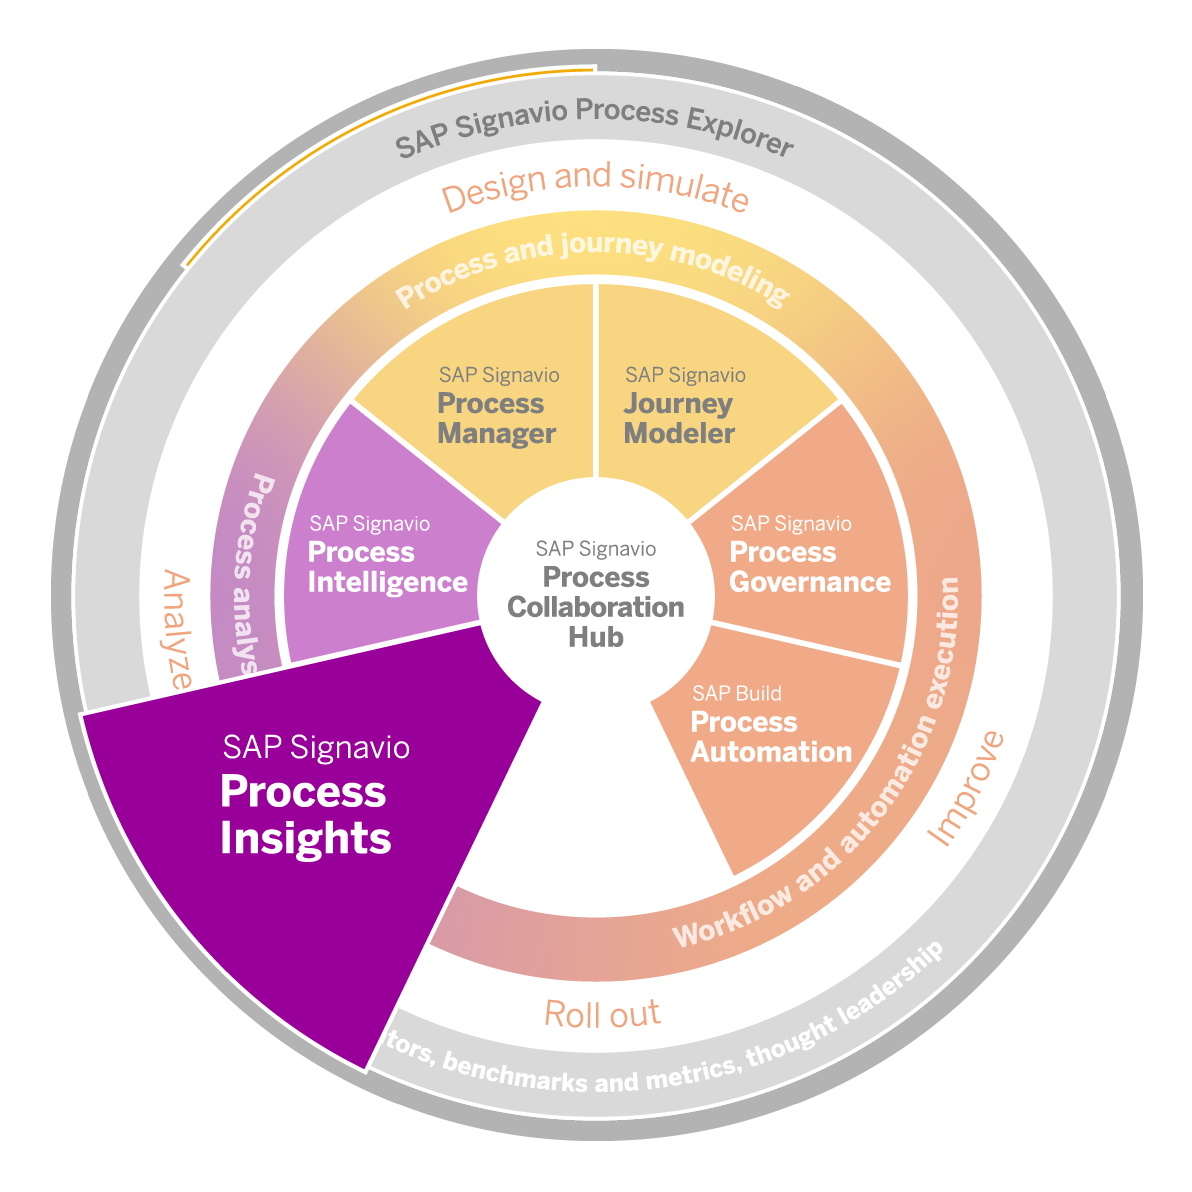 SAP Signavio Process Explorer
Design and simulate
Process and journey modeling
SAP Signavio
Process
Manager
SAP Signavio
Journey
Modeler
SAP Signavio
Process
Intelligence
SAP Signavio
Process
Collaboration
Hub
SAP Signavio
Process
Governance
Process analys
Analyze
SAP Build
Process
Automation
SAP Signavio
Process
Insights
Workflow and automation execution
Improve
Roll out
benchmarks and metrics, thought leadership